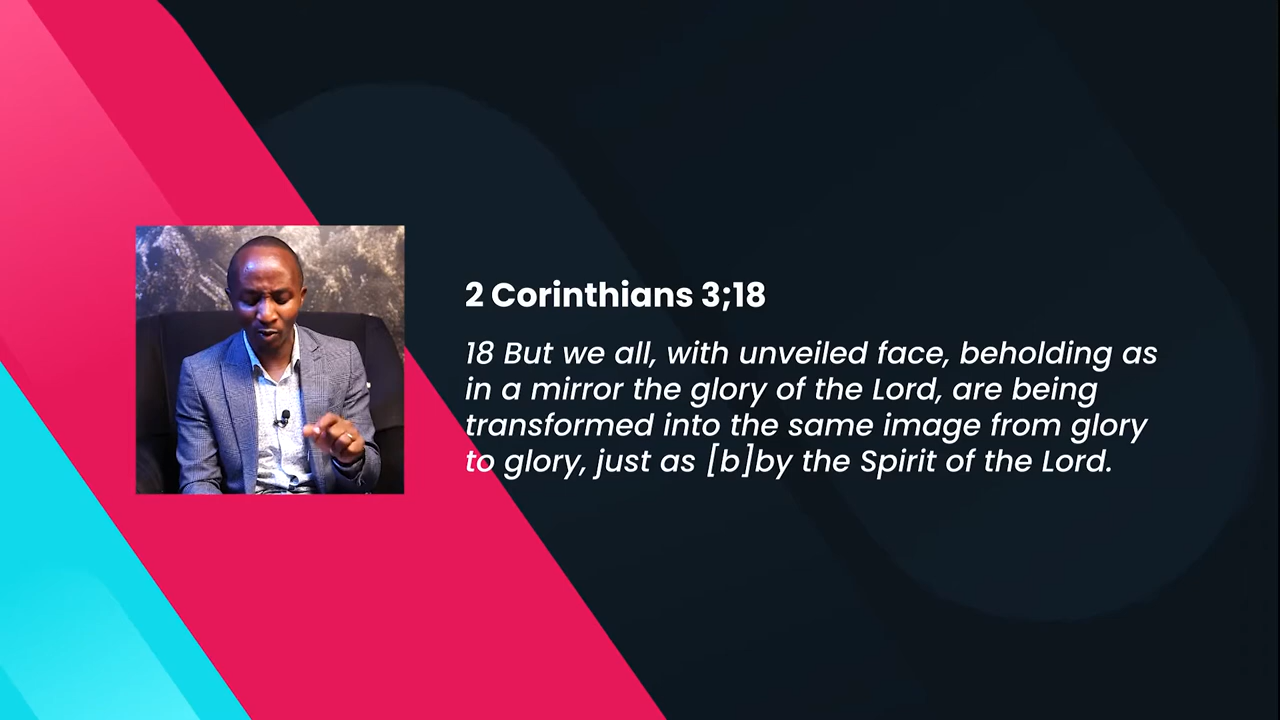 2 Corinthians 3;18
18 But we all, with unveiled face, beholding as
in a mirror the glory of the Lord, are being
transformed into the same image from glory
to glory, just as [b]by the Spirit of the Lord.